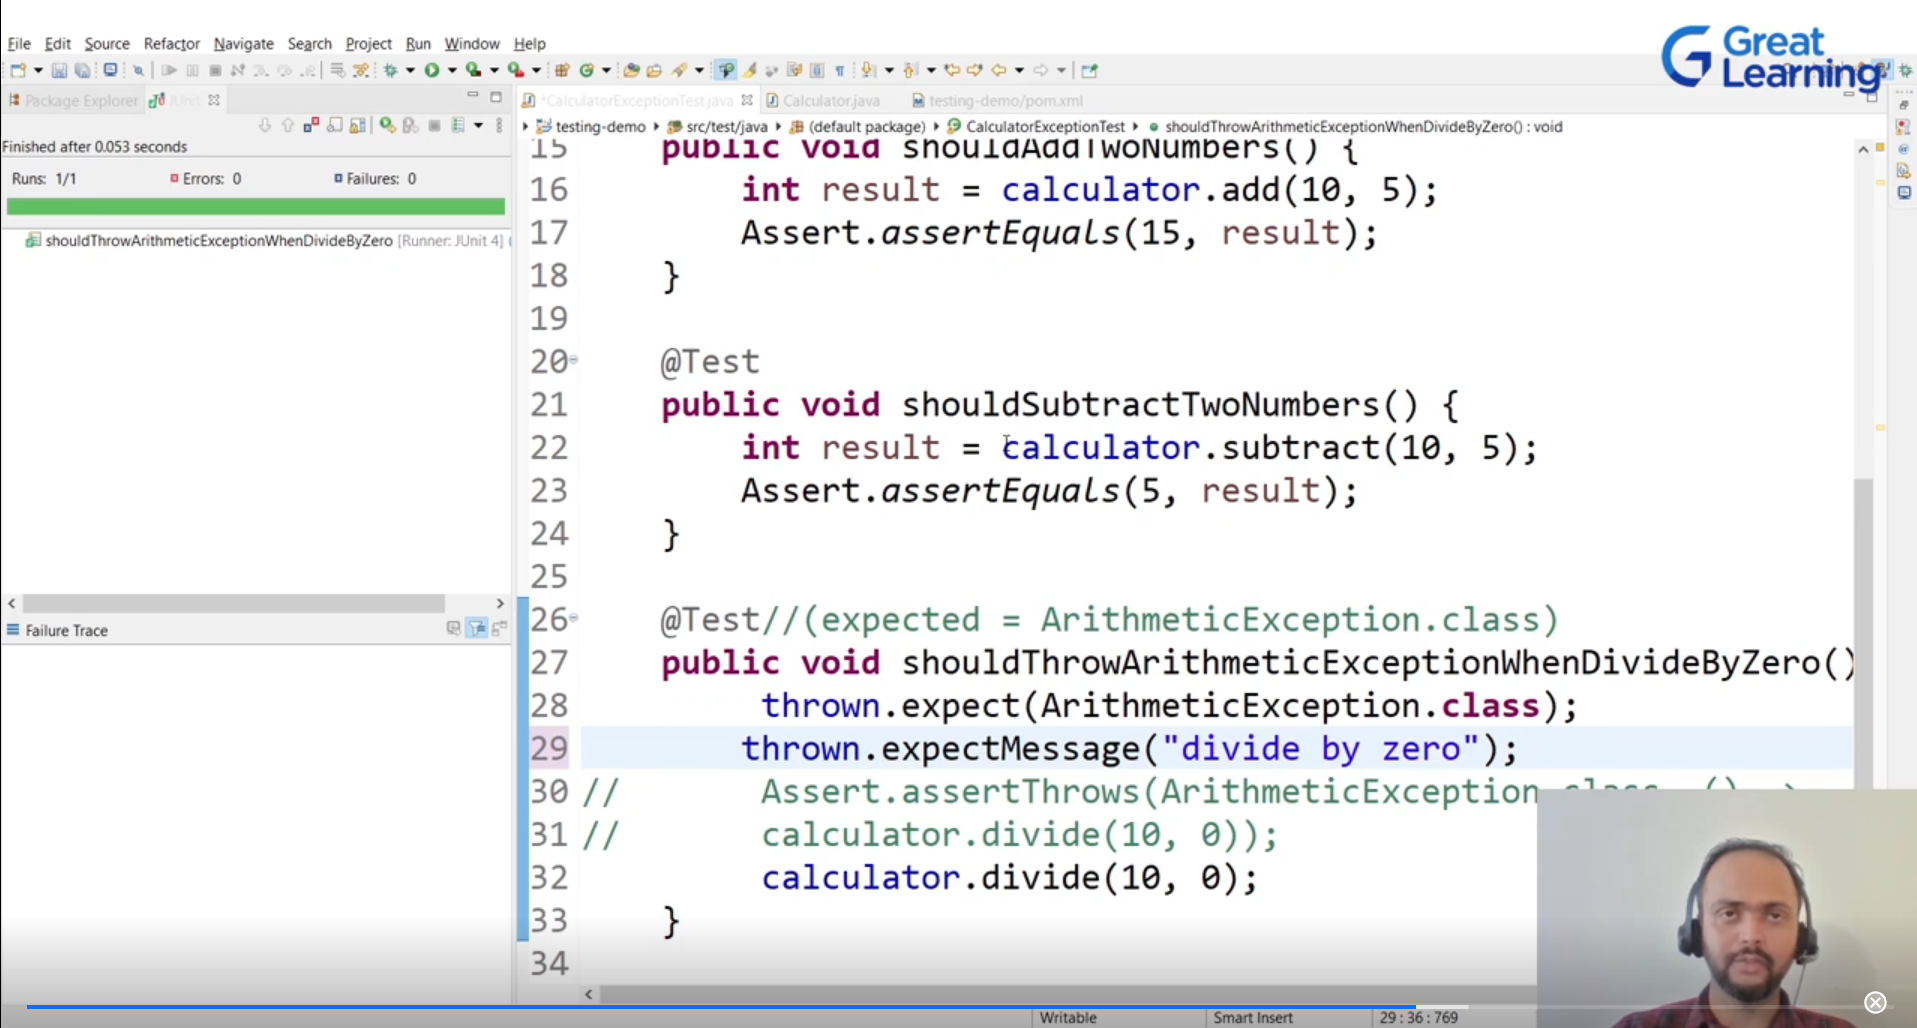 Great Learning
File Edit Source Refactor Navigate Search Project Run Window Help
Package Explorer JUnit *CalculatorExceptionTest.java Calculator.java testing-demo/pom.xml
testing-demo src/test/java (default package) CalculatorExceptionTest shouldThrowArithmeticExceptionWhenDivideByZero() : void
Finished after 0.053 seconds
Runs: 1/1 Errors: 0 Failures: 0
shouldThrowArithmeticExceptionWhenDivideByZero [Runner: JUnit 4]
Failure Trace
15 public void shouldAddTwoNumbers() {
16 int result = calculator.add(10, 5);
17 Assert.assertEquals(15, result);
18 }
19
20 @Test
21 public void shouldSubtractTwoNumbers() {
22 int result = calculator.subtract(10, 5);
23 Assert.assertEquals(5, result);
24 }
25
26 @Test//(expected = ArithmeticException.class)
27 public void shouldThrowArithmeticExceptionWhenDivideByZero()
28 thrown.expect(ArithmeticException.class);
29 thrown.expectMessage("divide by zero");
30 // Assert.assertThrows(ArithmeticException.class, () ->
31 // calculator.divide(10, 0));
32 calculator.divide(10, 0);
33 }
34
Writable Smart Insert 29 : 36 : 769